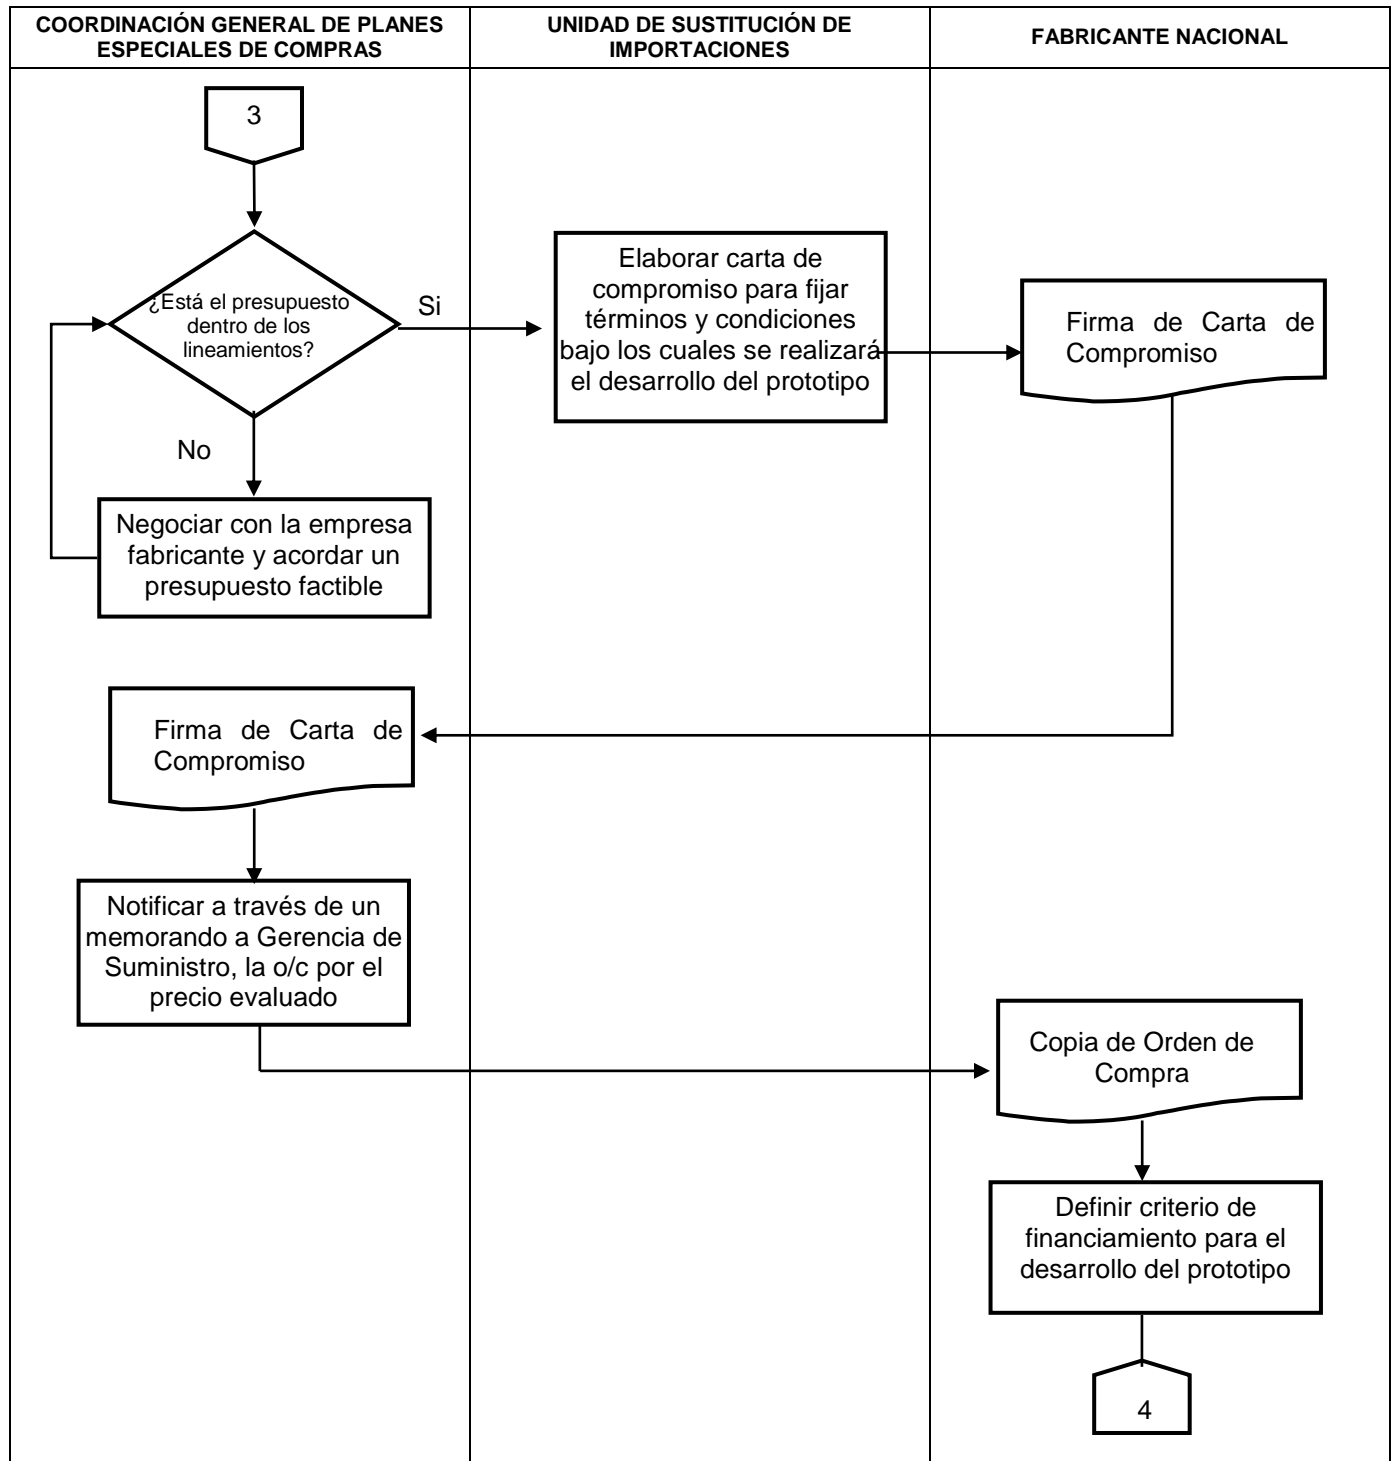 COORDINACIÓN GENERAL DE PLANES
ESPECIALES DE COMPRAS
UNIDAD DE SUSTITUCIÓN DE
IMPORTACIONES
FABRICANTE NACIONAL
3
¿Está el presupuesto
dentro de los
lineamientos?
Si
No
Elaborar carta de
compromiso para fijar
términos y condiciones
bajo los cuales se realizará
el desarrollo del prototipo
Firma de Carta de
Compromiso
Negociar con la empresa
fabricante y acordar un
presupuesto factible
Firma de Carta de
Compromiso
Notificar a través de un
memorando a Gerencia de
Suministro, la o/c por el
precio evaluado
Copia de Orden de
Compra
Definir criterio de
financiamiento para el
desarrollo del prototipo
4